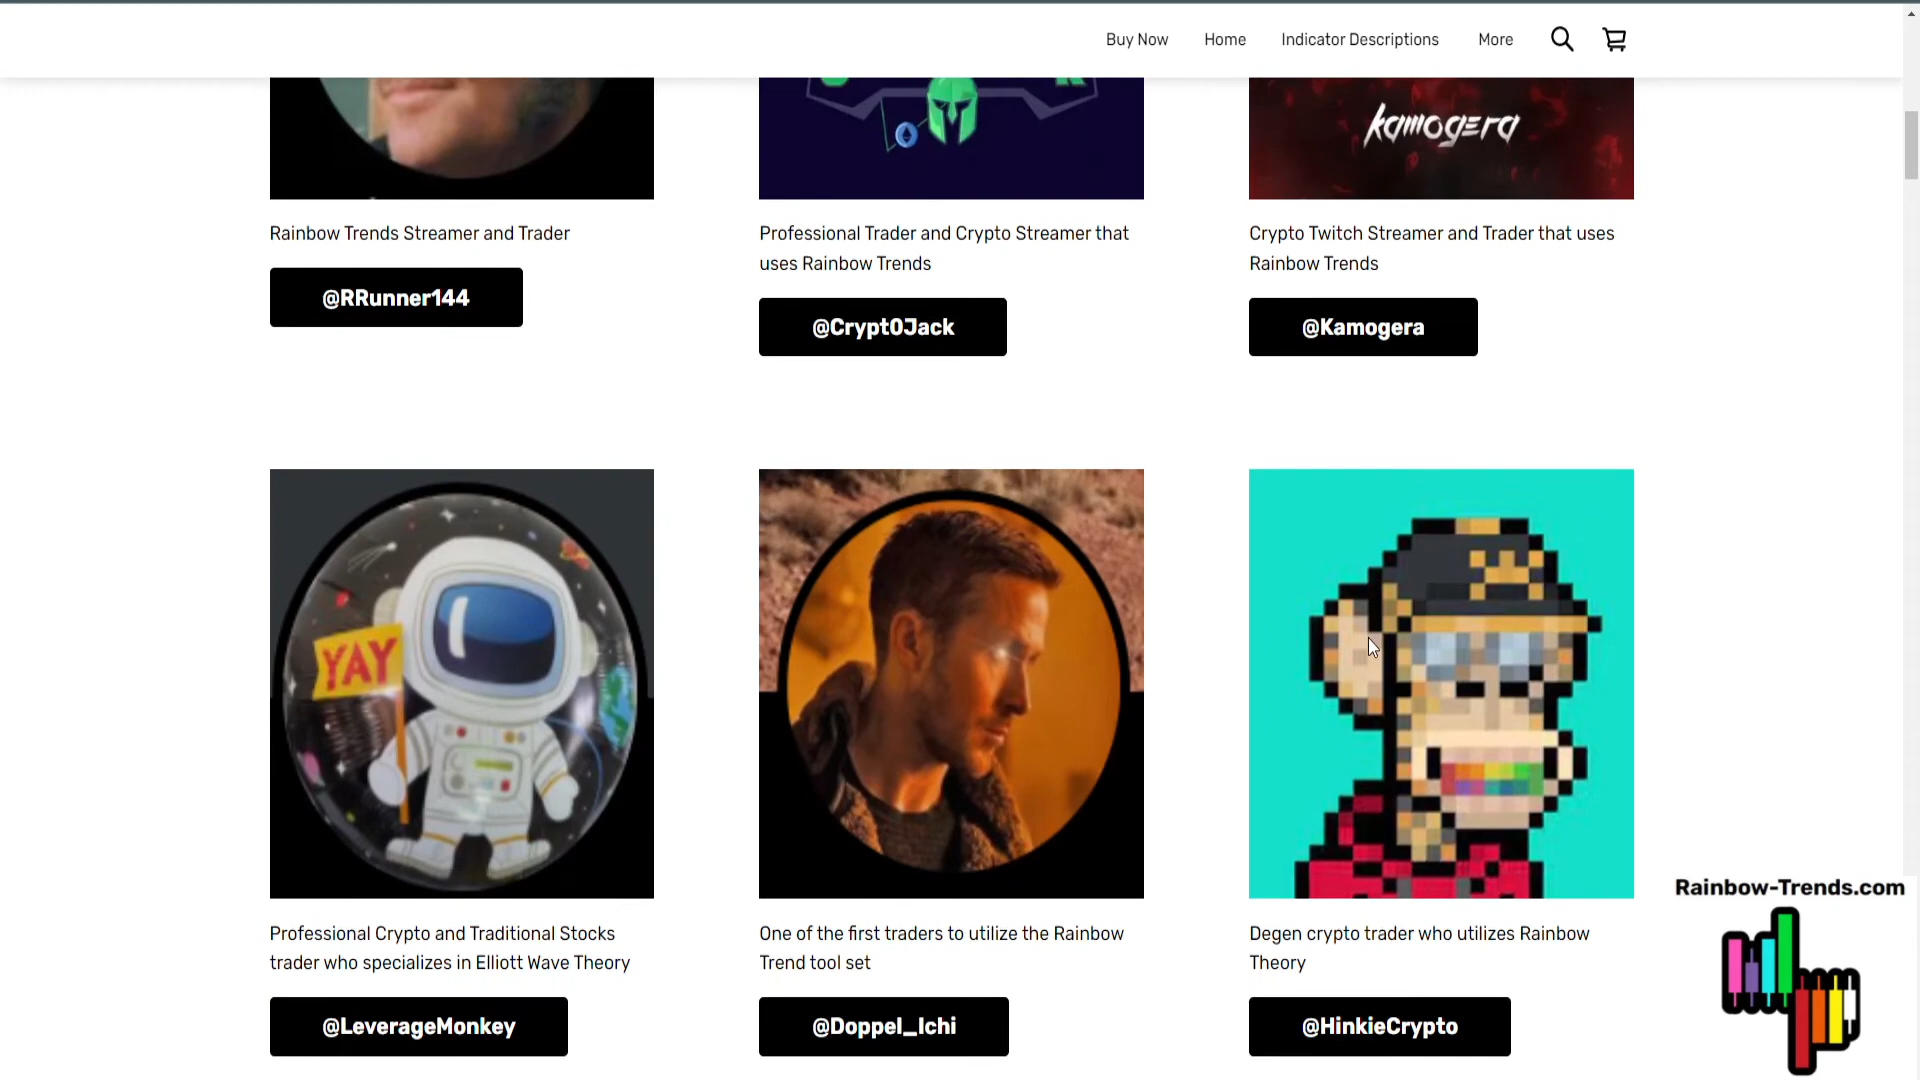 Buy Now Home Indicator Descriptions More
kamogera
Rainbow Trends Streamer and Trader
@RRunner144
Professional Trader and Crypto Streamer that
uses Rainbow Trends
@Crypt0Jack
Crypto Twitch Streamer and Trader that uses
Rainbow Trends
@Kamogera
YAY
Professional Crypto and Traditional Stocks
trader who specializes in Elliott Wave Theory
@LeverageMonkey
One of the first traders to utilize the Rainbow
Trend tool set
@Doppel_Ichi
Degen crypto trader who utilizes Rainbow
Theory
@HinkieCrypto
Rainbow-Trends.com